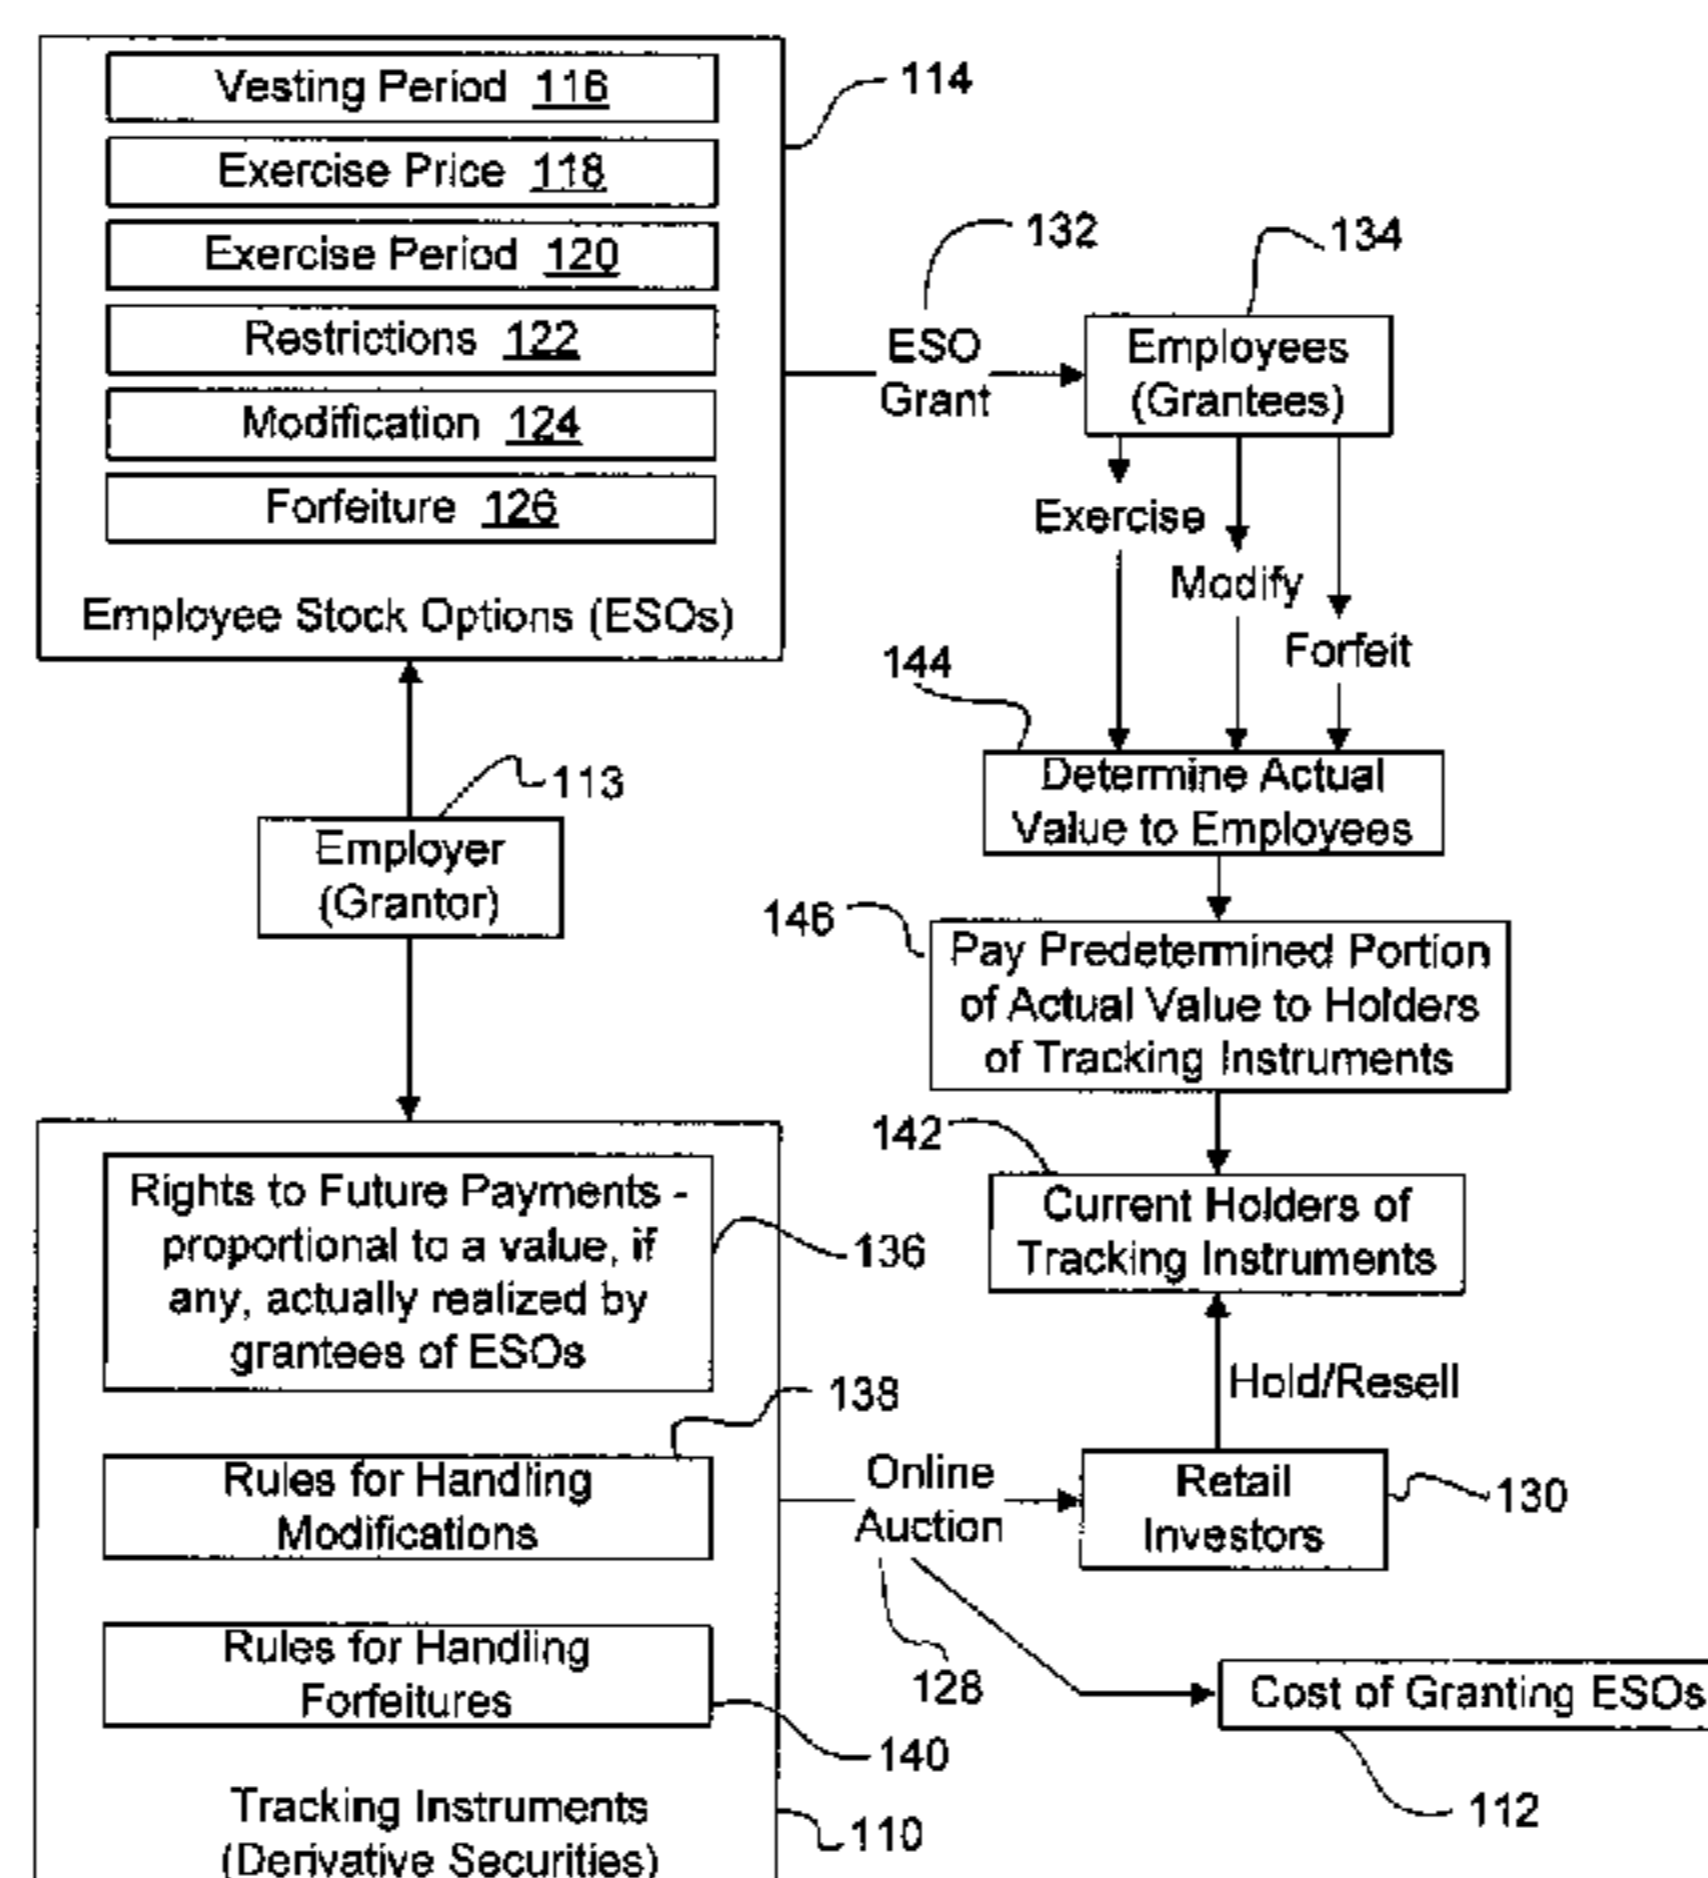 Vesting Period 116
114
Exercise Price 118
Exercise Period 120
Restrictions 122
Modification 124
Forfeiture 126
Employee Stock Options (ESOs)
132
ESO
Grant
134
Employees
(Grantees)
Exercise
Modify
Forfeit
144
Determine Actual
Value to Employees
113
Employer
(Grantor)
146
Pay Predetermined Portion
of Actual Value to Holders
of Tracking Instruments
142
Current Holders of
Tracking Instruments
Rights to Future Payments -
proportional to a value, if
any, actually realized by
grantees of ESOs
136
138
Rules for Handling
Modifications
Rules for Handling
Forfeitures
140
Tracking Instruments
(Derivative Securities)
110
Online
Auction
128
Hold/Resell
Retail
Investors
130
Cost of Granting ESOs
112